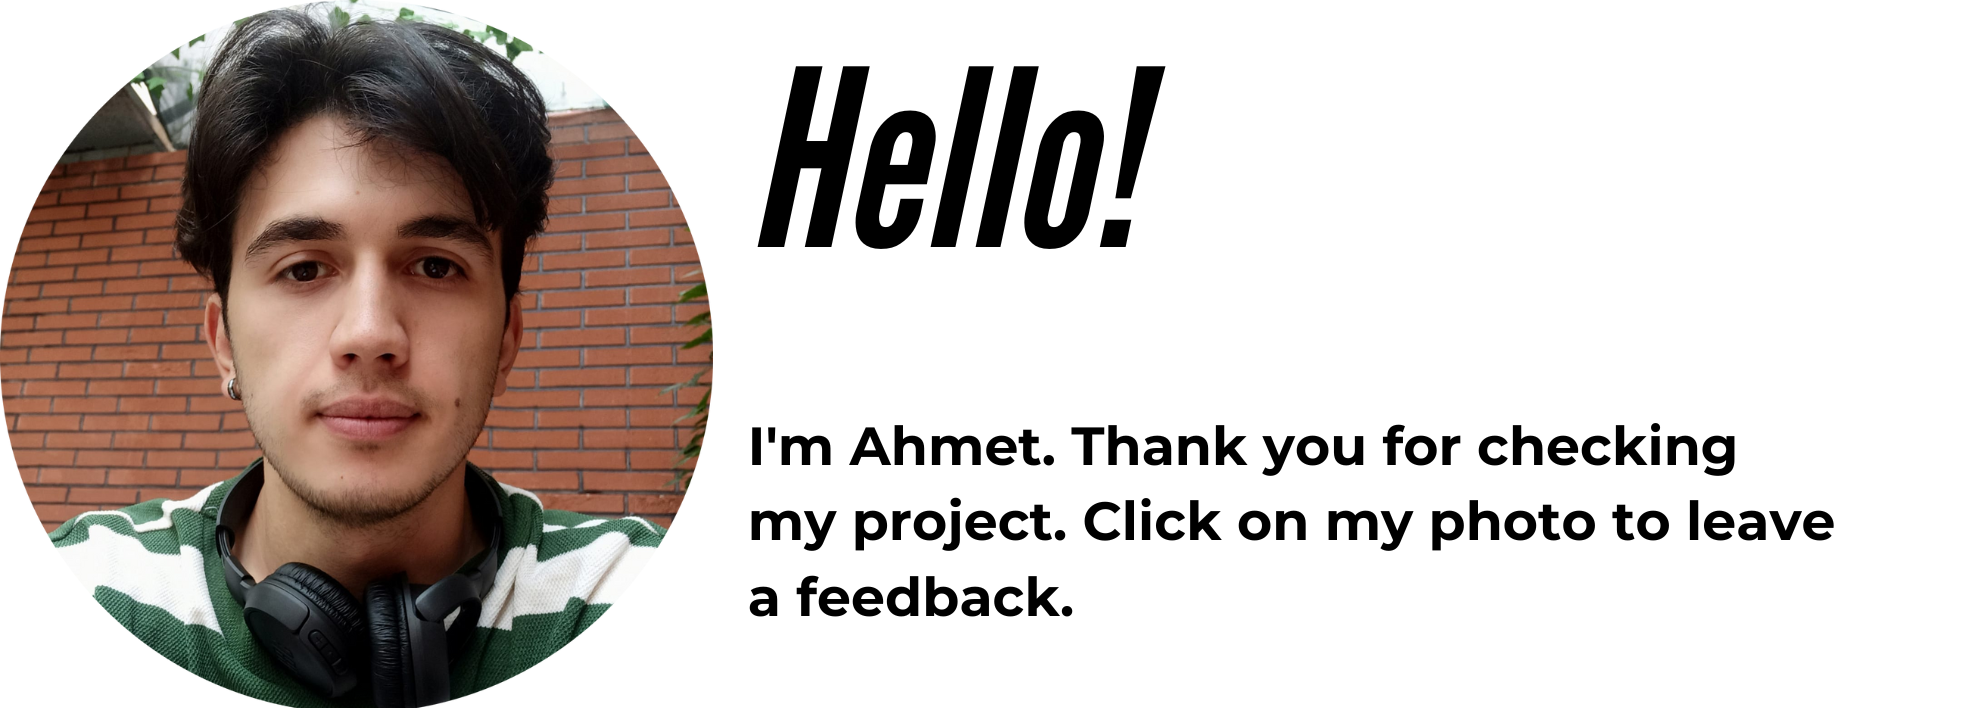 Hello!
I'm Ahmet. Thank you for checking
my project. Click on my photo to leave
a feedback.